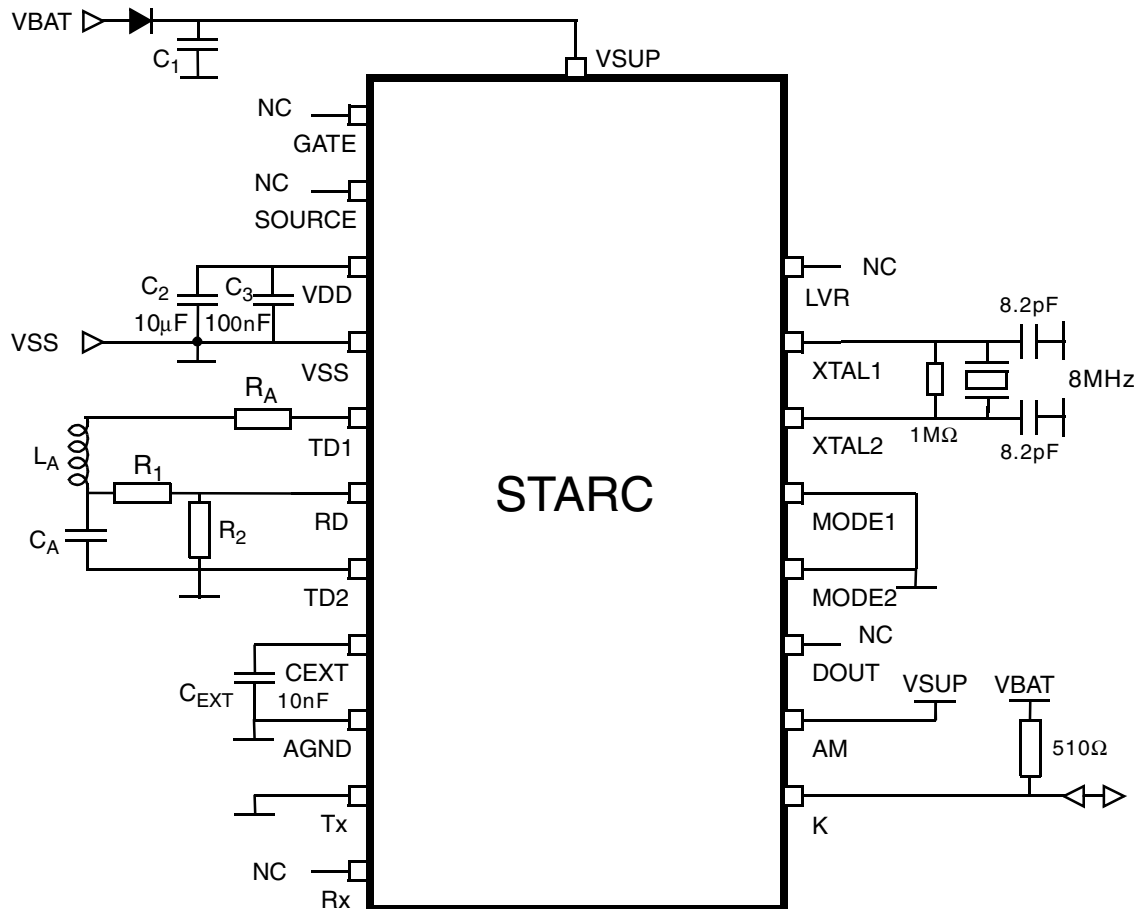 VBAT
C1
VSUP
NC
GATE
NC
SOURCE
C2
C3
VDD
10μF
100nF
VSS
VSS
RA
TD1
LA
R1
R2
RD
CA
TD2
CEXT
CEXT
10nF
AGND
Tx
NC
Rx
STARC
NC
LVR
8.2pF
XTAL1
8MHz
1MΩ
XTAL2
8.2pF
MODE1
MODE2
NC
DOUT
VSUP
VBAT
AM
510Ω
K